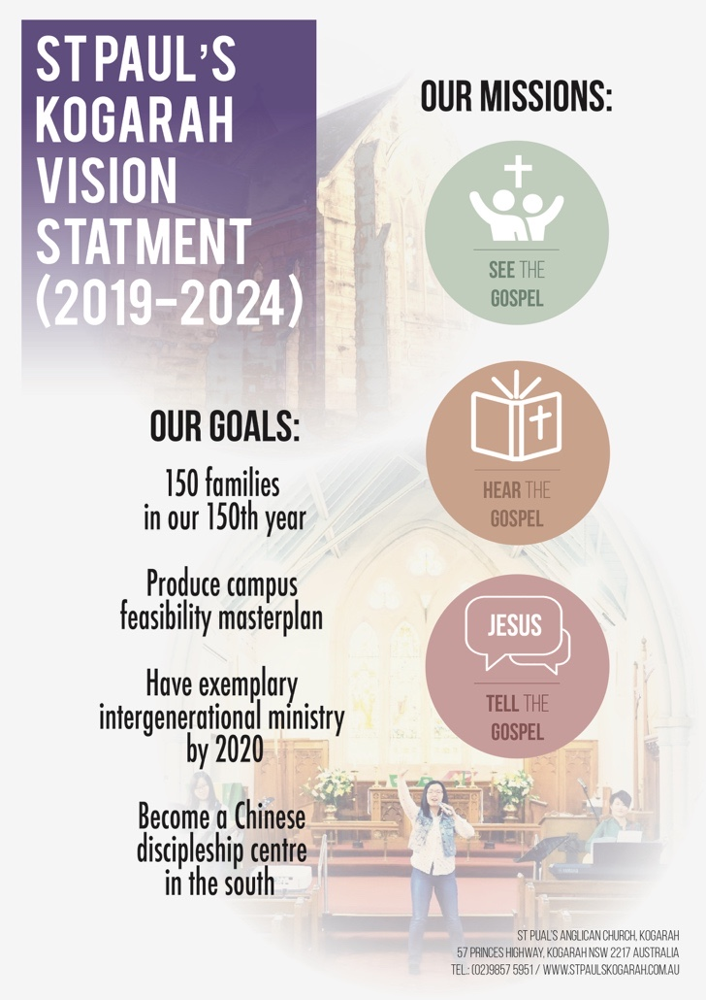 ST PAUL'S
KOGARAH
VISION
STATMENT
(2019-2024)
OUR GOALS:
150 families
in our 150th year
Produce campus
feasibility masterplan
Have exemplary
intergenerational ministry
by 2020
Become a Chinese
discipleship centre
in the south
OUR MISSIONS:
SEE THE
GOSPEL
HEAR THE
GOSPEL
JESUS
TELL THE
GOSPEL
ST PUAL'S ANGLICAN CHURCH, KOGARAH
57 PRINCES HIGHWAY, KOGARAH NSW 2217 AUSTRALIA
TEL.: (02)9857 5951 / WWW.STPAULSKOGARAH.COM.AU